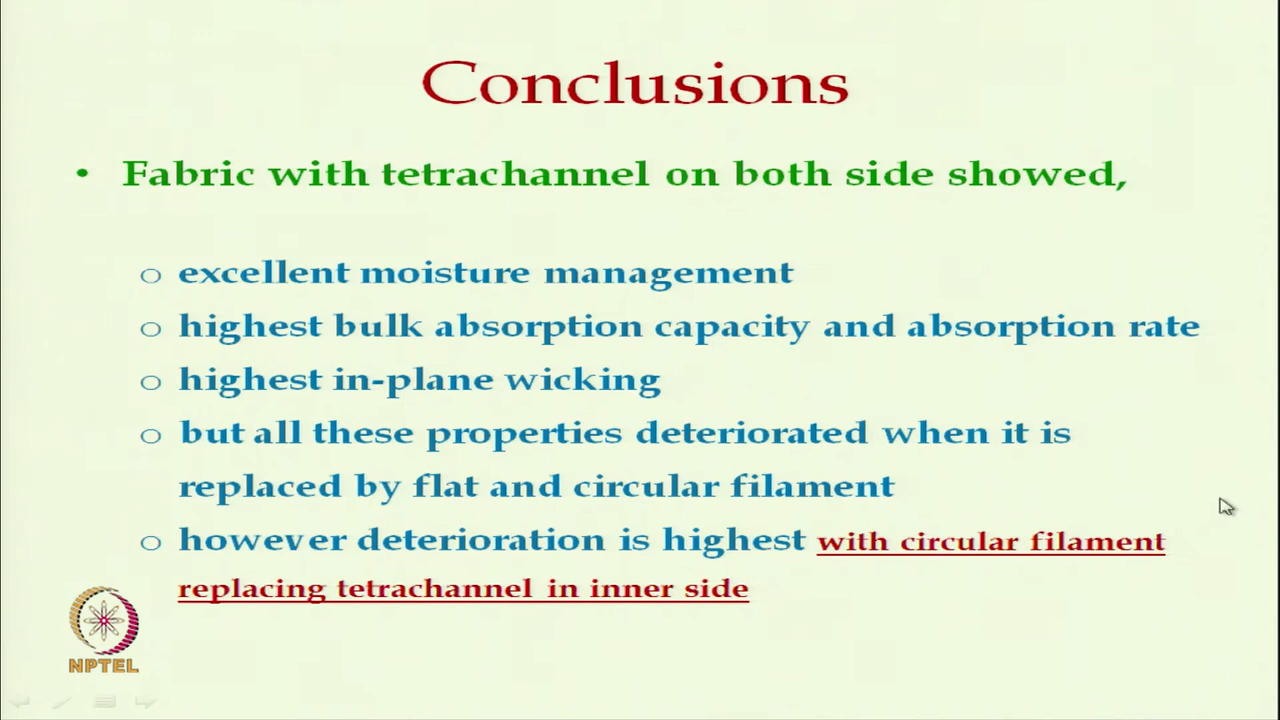 Conclusions
• Fabric with tetrachannel on both side showed,
o excellent moisture management
o highest bulk absorption capacity and absorption rate
o highest in-plane wicking
o but all these properties deteriorated when it is
replaced by flat and circular filament
o however deterioration is highest with circular filament
replacing tetrachannel in inner side
NPTEL